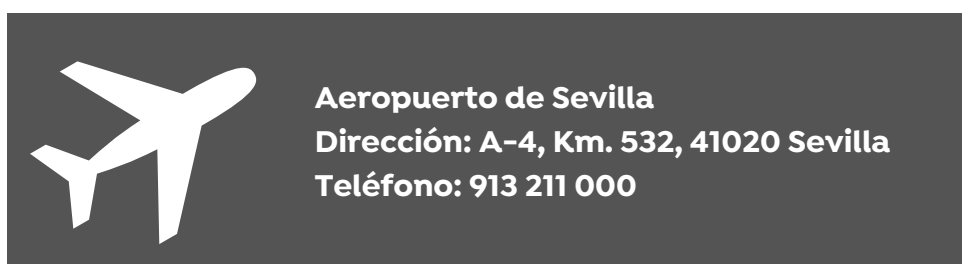 Aeropuerto de Sevilla
Dirección: A-4, Km. 532, 41020 Sevilla
Teléfono: 913 211 000